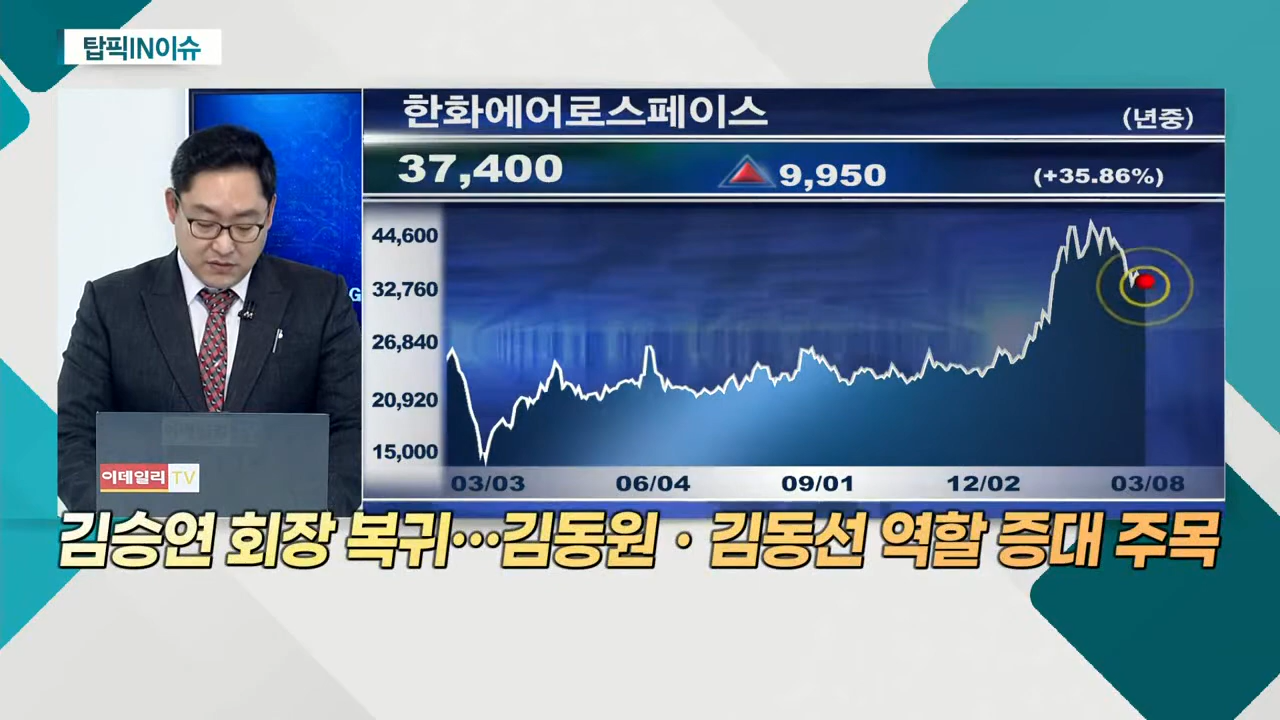 탑픽IN이슈
한화에어로스페이스 (년중)
37,400 9,950 (+35.86%)
44,600
32,760
26,840
20,920
15,000
03/03 06/04 09/01 12/02 03/08
G
이데일리 TV
김승연 회장 복귀…김동원·김동선 역할 증대 주목